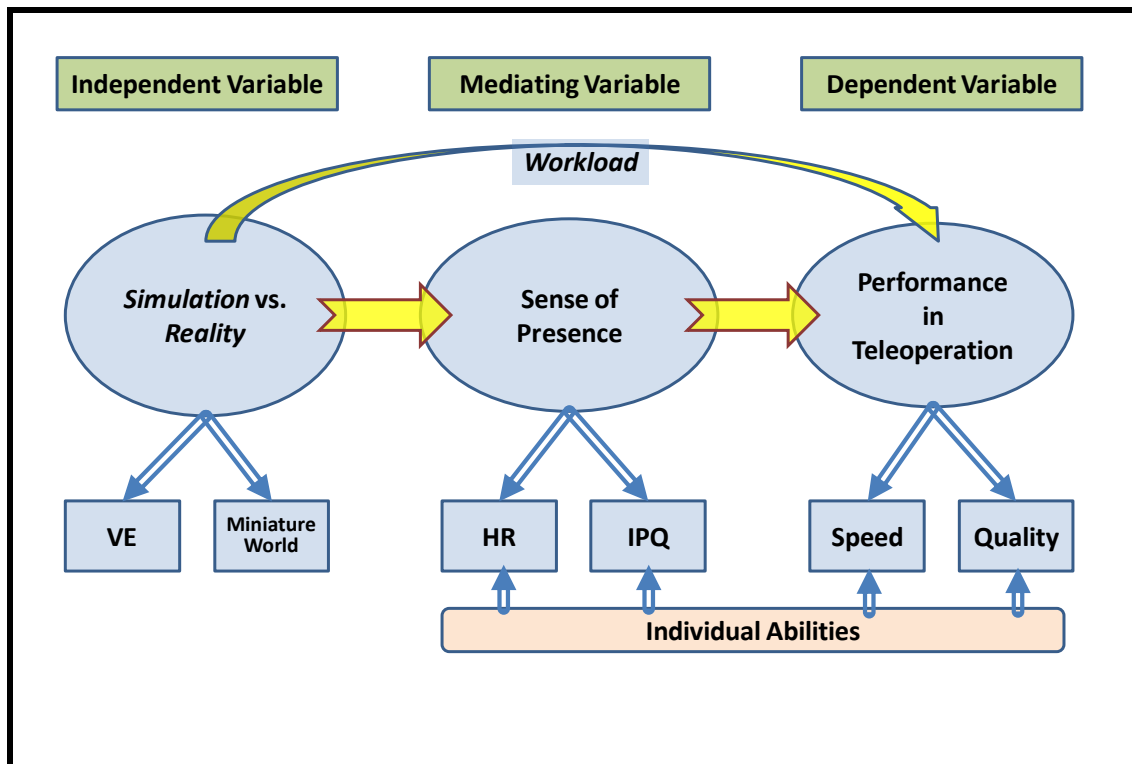 Independent Variable
Mediating Variable
Dependent Variable
Workload
Simulation vs.
Reality
Sense of
Presence
Performance
in
Teleoperation
VE
Miniature
World
HR
IPQ
Speed
Quality
Individual Abilities